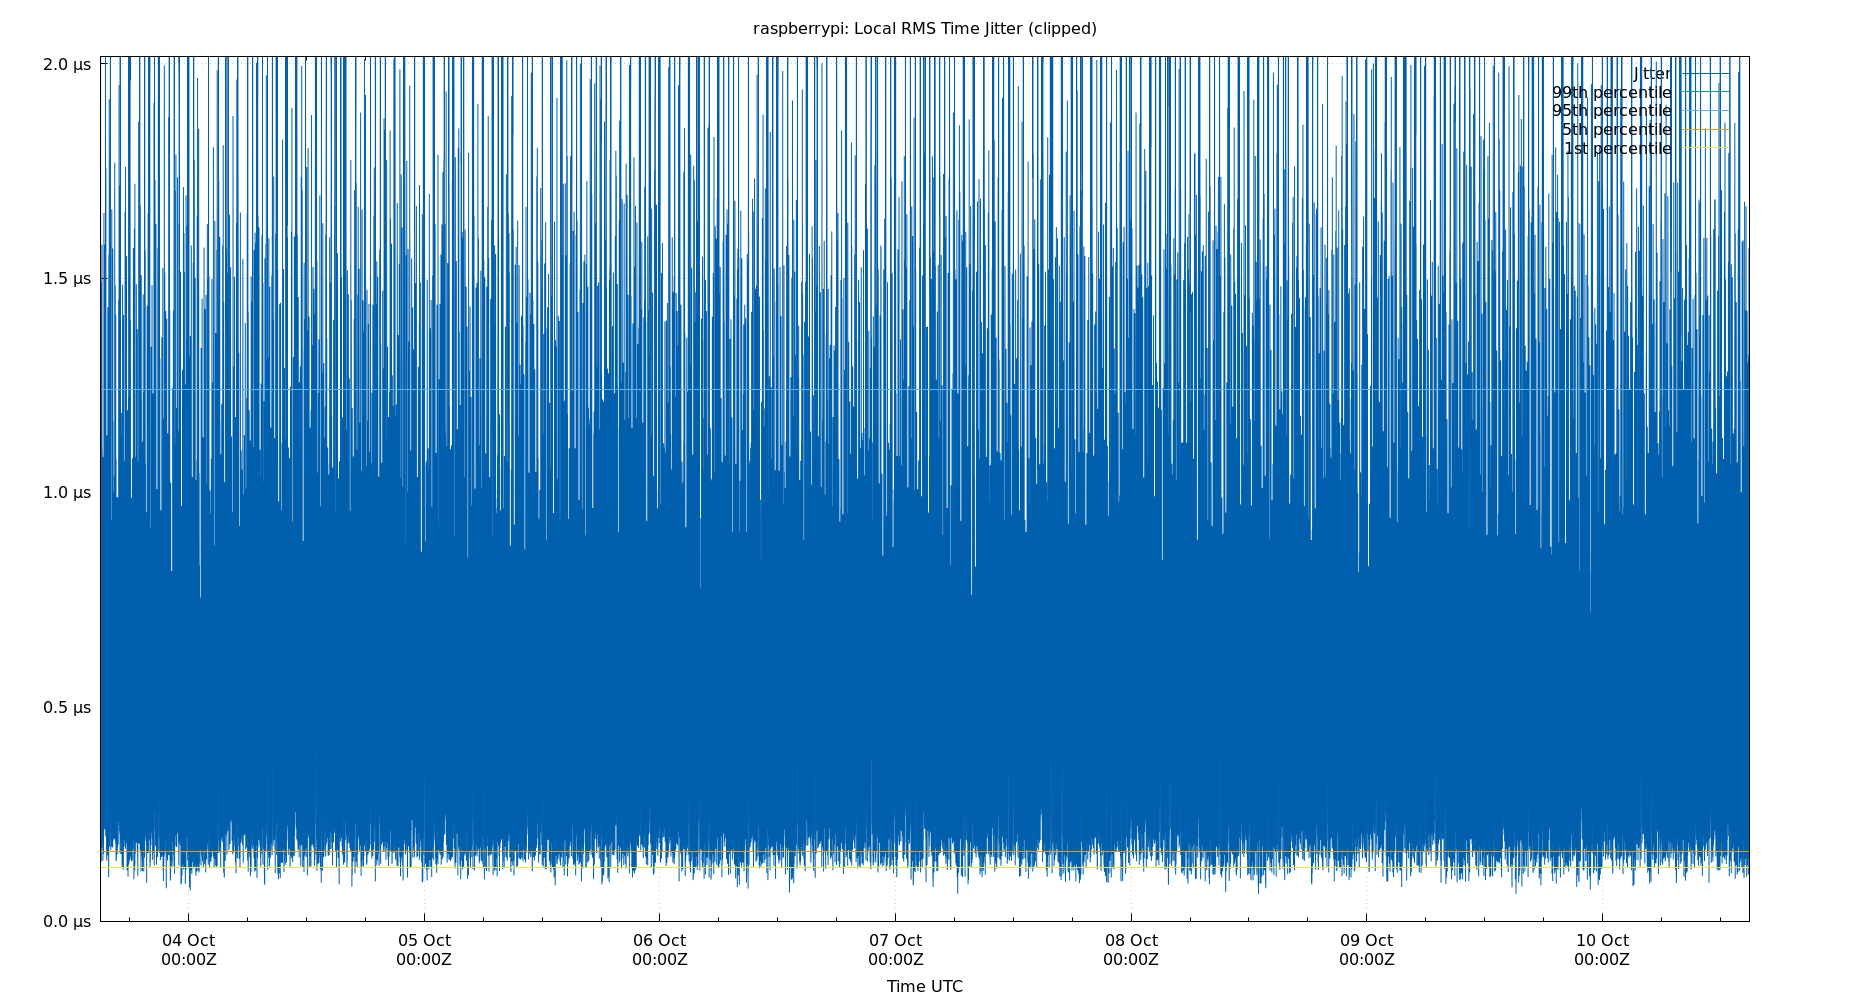 raspberrypi: Local RMS Time Jitter (clipped)
2.0 µs
1.5 µs
1.0 µs
0.5 µs
0.0 µs
Jitter
99th percentile
95th percentile
5th percentile
1st percentile
04 Oct
00:00Z
05 Oct
00:00Z
06 Oct
00:00Z
07 Oct
00:00Z
08 Oct
00:00Z
09 Oct
00:00Z
10 Oct
00:00Z
Time UTC